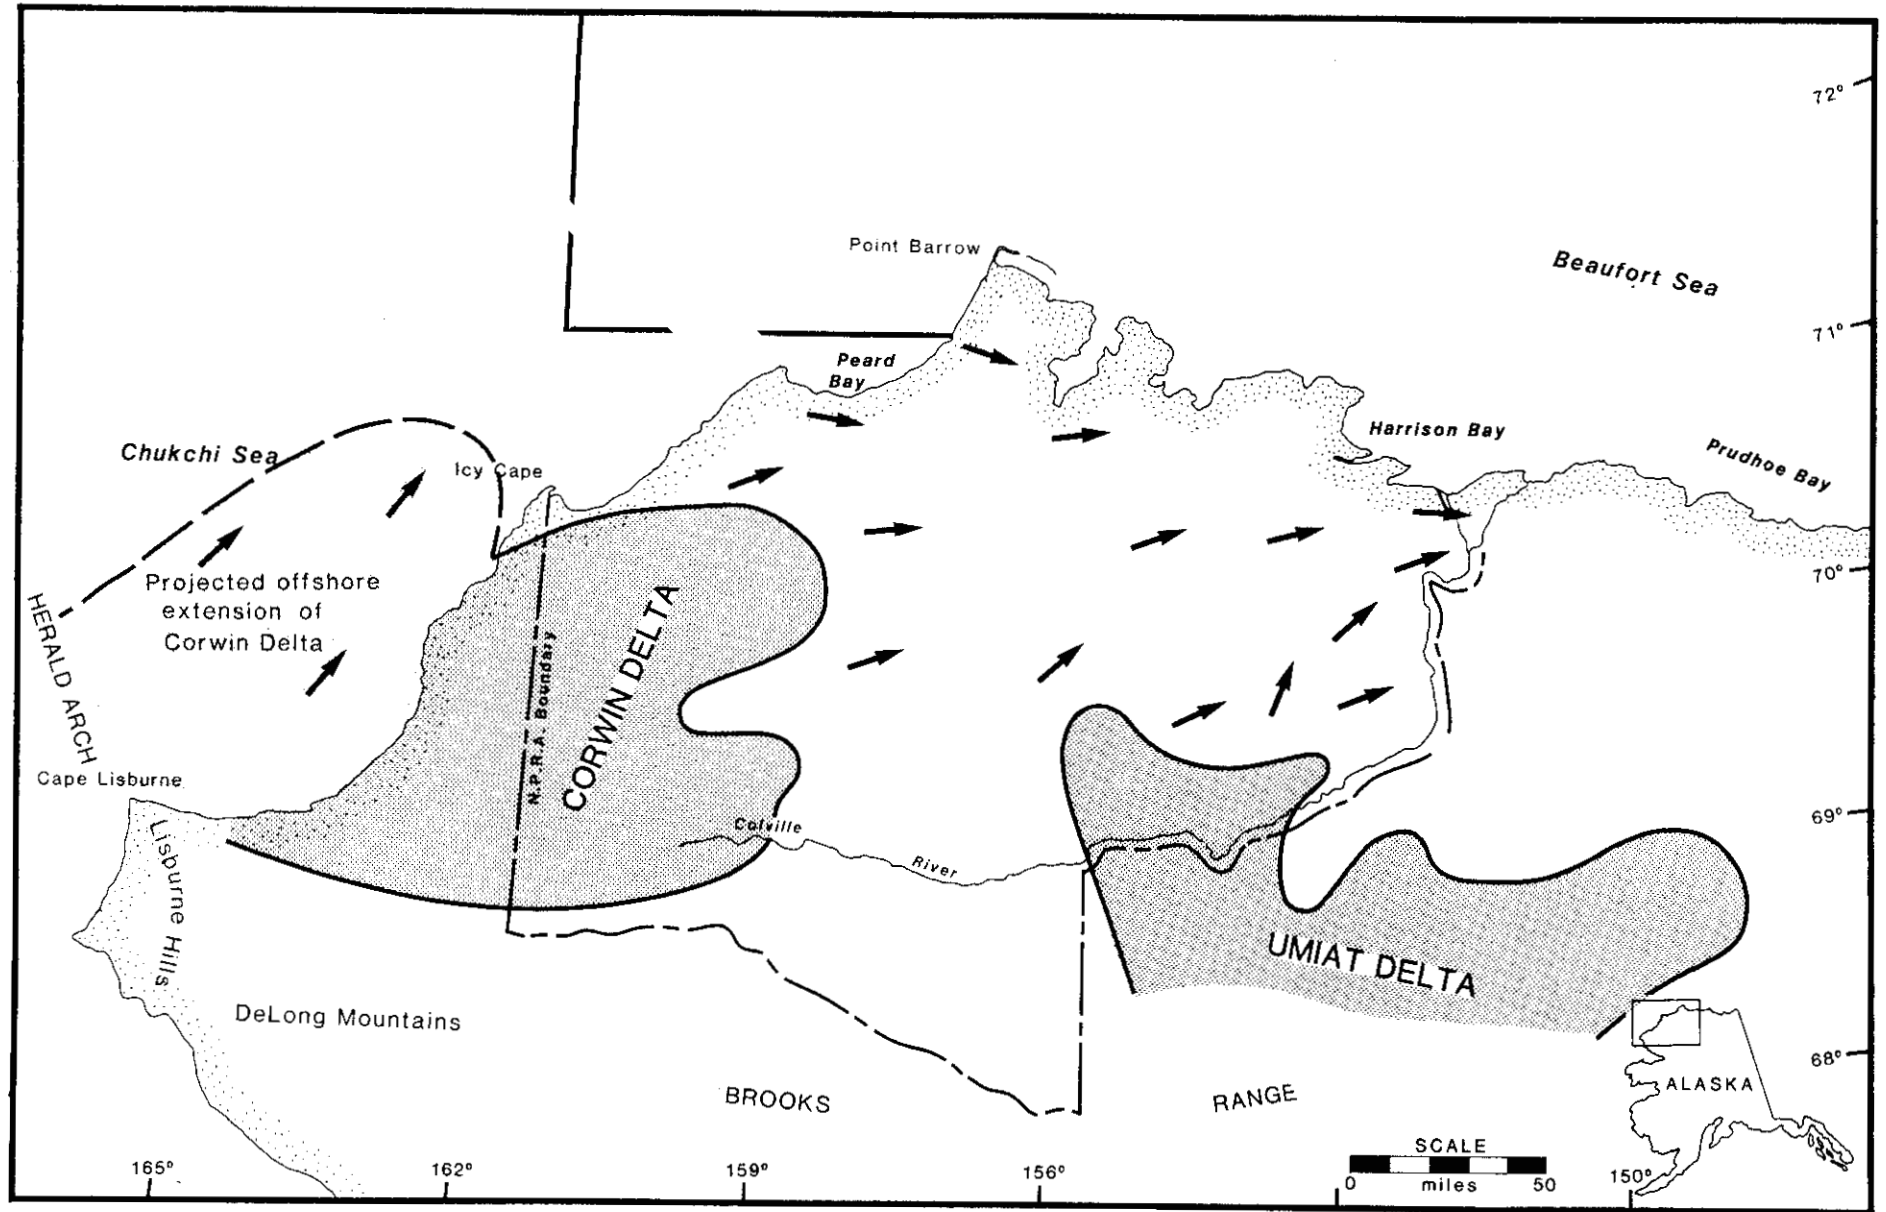 72°
Point Barrow
Beaufort Sea
71°
Peard
Bay
Harrison Bay
Prudhoe Bay
Chukchi Sea
Icy Cape
70°
Projected offshore
extension of
Corwin Delta
HERALD ARCH
N.P.R.A. Boundary
CORWIN DELTA
Cape Lisburne
Lisburne Hills
Colville
River
69°
UMIAT DELTA
DeLong Mountains
68°
ALASKA
BROOKS
RANGE
SCALE
0 miles 50
165°
162°
159°
156°
150°